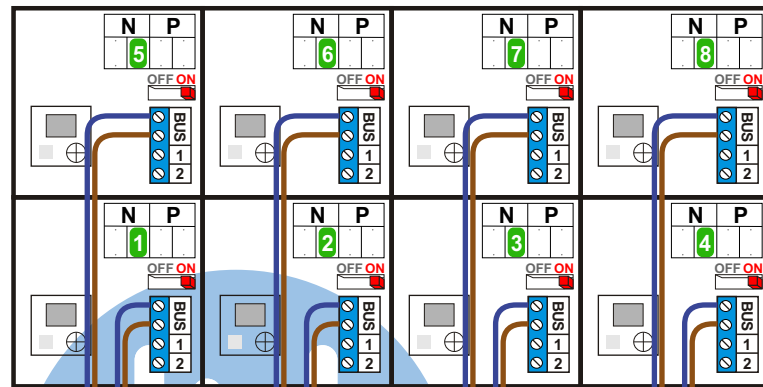 N P N P N P N P
5 6 7 8
OFF ON OFF ON OFF ON OFF ON
BUS BUS BUS BUS
1 1 1 1
2 2 2 2
N P N P N P N P
1 2 3 4
OFF ON OFF ON OFF ON OFF ON
BUS BUS BUS BUS
1 1 1 1
2 2 2 2